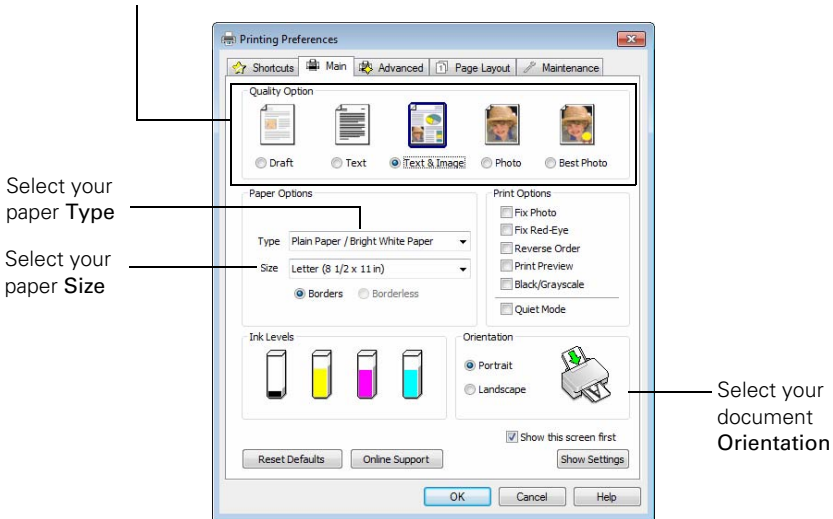 Printing Preferences
Shortcuts Main Advanced Page Layout Maintenance
Quality Option
Draft Text Text & Image Photo Best Photo
Select your
paper Type
Select your
paper Size
Paper Options
Type Plain Paper / Bright White Paper
Size Letter (8 1/2 x 11 in)
Borders Borderless
Print Options
Fix Photo
Fix Red-Eye
Reverse Order
Print Preview
Black/Grayscale
Quiet Mode
Ink Levels
Orientation
Portrait
Landscape
Select your
document
Orientation
Show this screen first
Reset Defaults Online Support Show Settings
OK Cancel Help